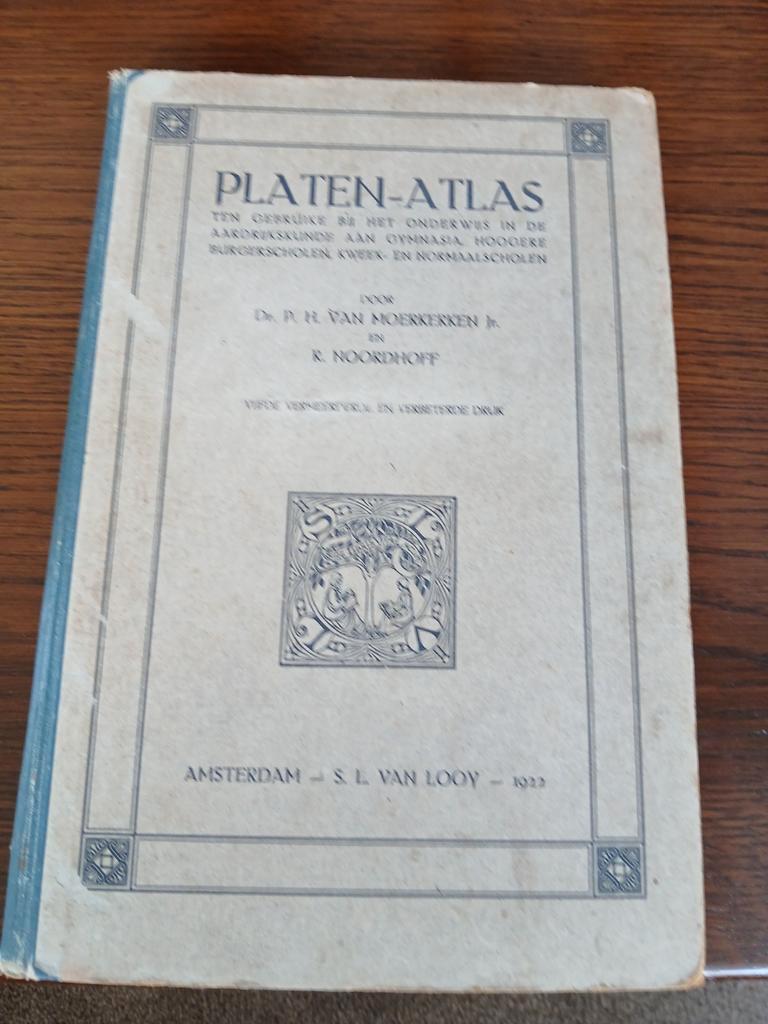 PLATEN-ATLAS
TEN GEBRUIKE BIJ HET ONDERWIJS IN DE
AARDRIJKSKUNDE AAN GYMNASIA, HOOGERE
BURGERSCHOLEN, KWEEK- EN NORMAALSCHOLEN
DOOR
Dr. P. H. VAN MOERKERKEN Jr.
EN
R. NOORDHOFF
VIJFDE VERMEERDERDE EN VERBETERDE DRUK
S L
V L
AMSTERDAM — S. L. VAN LOOY — 1922